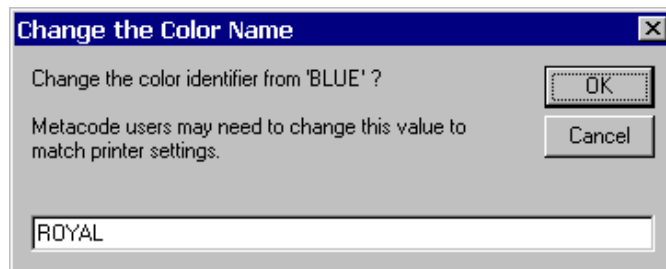 Change the Color Name
Change the color identifier from 'BLUE' ?
OK
Metacode users may need to change this value to
match printer settings.
Cancel
ROYAL